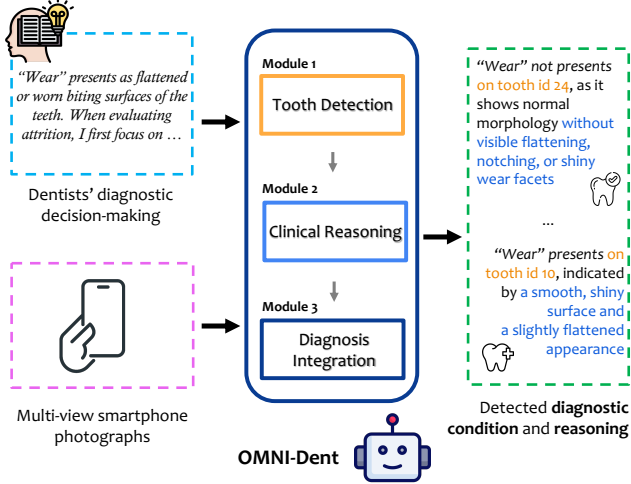 “Wear” presents as flattened
or worn biting surfaces of the
teeth. When evaluating
attrition, I first focus on …
Dentists’ diagnostic
decision-making
Multi-view smartphone
photographs
Module 1
Tooth Detection
Module 2
Clinical Reasoning
Module 3
Diagnosis
Integration
OMNI-Dent
“Wear” not presents
on tooth id 24, as it
shows normal
morphology without
visible flattening,
notching, or shiny
wear facets
...
“Wear” presents on
tooth id 10, indicated
by a smooth, shiny
surface and
a slightly flattened
appearance
Detected diagnostic
condition and reasoning